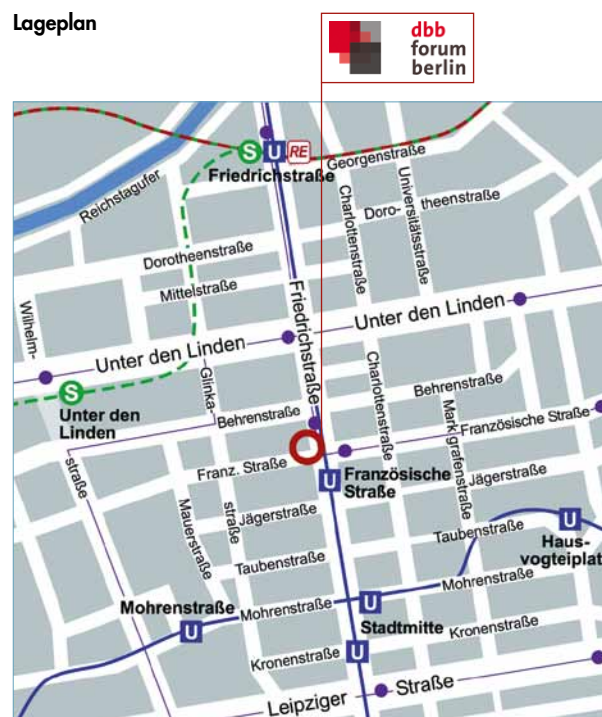 Lageplan
dbb
forum
berlin
S
U
RE
Friedrichstraße
Georgenstraße
Reichstagufer
Charlottenstraße
Universitätsstraße
Doro-
theenstraße
Dorotheenstraße
Mittelstraße
Friedrichstraße
Wilhelm-
straße
Unter den Linden
Unter den Linden
S
Unter den
Linden
Glinka-
straße
Charlottenstraße
Behrenstraße
Behrenstraße
Markgrafenstraße
Französische Straße
Franz. Straße
U
Französische
Straße
Jägerstraße
Jägerstraße
Mauerstraße
Taubenstraße
Taubenstraße
U
Haus-
vogteiplat
Mohrenstraße
Mohrenstraße
Mohrenstraße
U
U
Stadtmitte
Kronenstraße
Kronenstraße
U
Leipziger
Straße